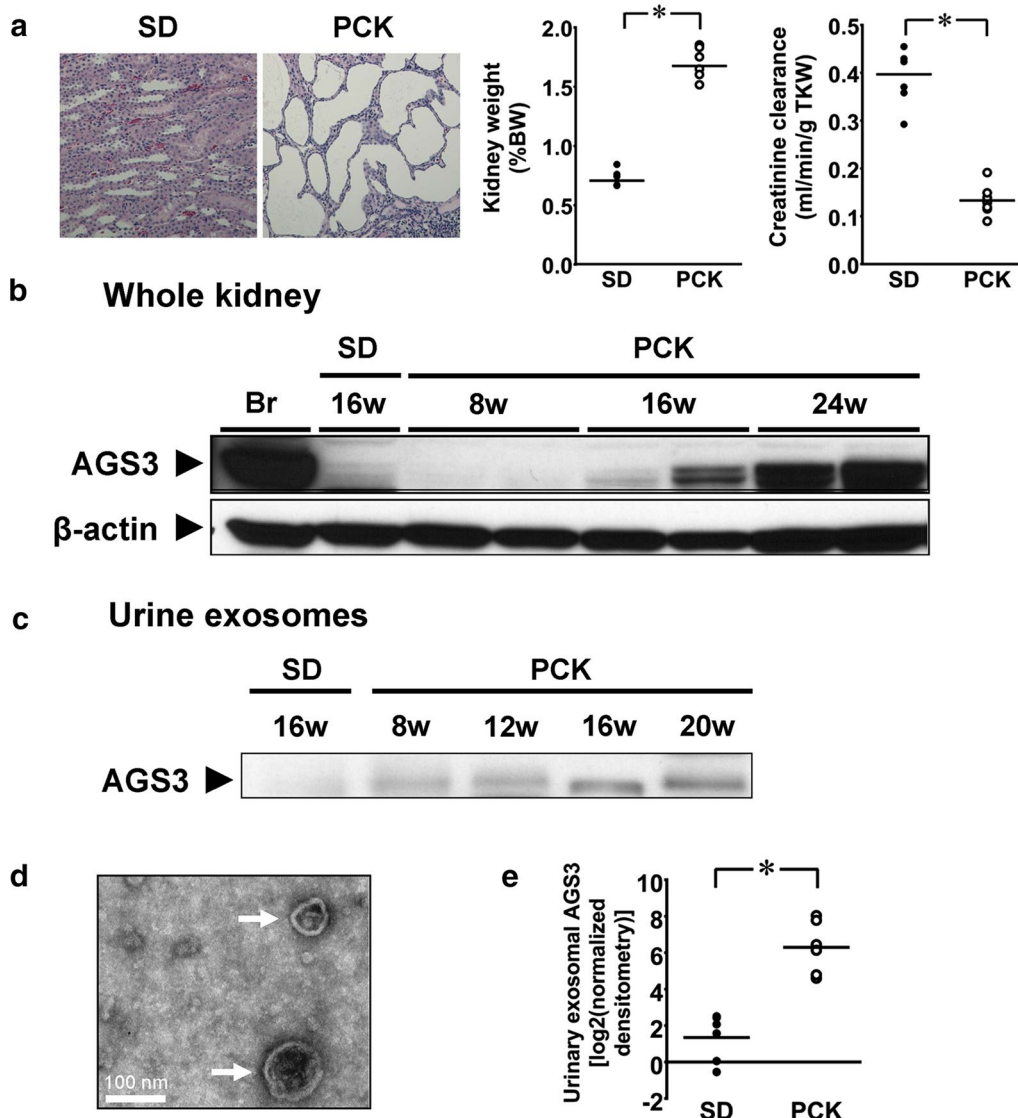 a
SD PCK
Kidney weight
(%BW)
2.0
1.5
1.0
0.5
0.0
SD PCK
*
Creatinine clearance
(ml/min/g TKW)
0.5
0.4
0.3
0.2
0.1
0.0
SD PCK
*
b Whole kidney
SD PCK
Br 16w 8w 16w 24w
AGS3
β-actin
c Urine exosomes
SD PCK
16w 8w 12w 16w 20w
AGS3
d
100 nm
e
Urinary exosomal AGS3
[log2(normalized
densitometry)]
10
8
6
4
2
0
-2
SD PCK
*